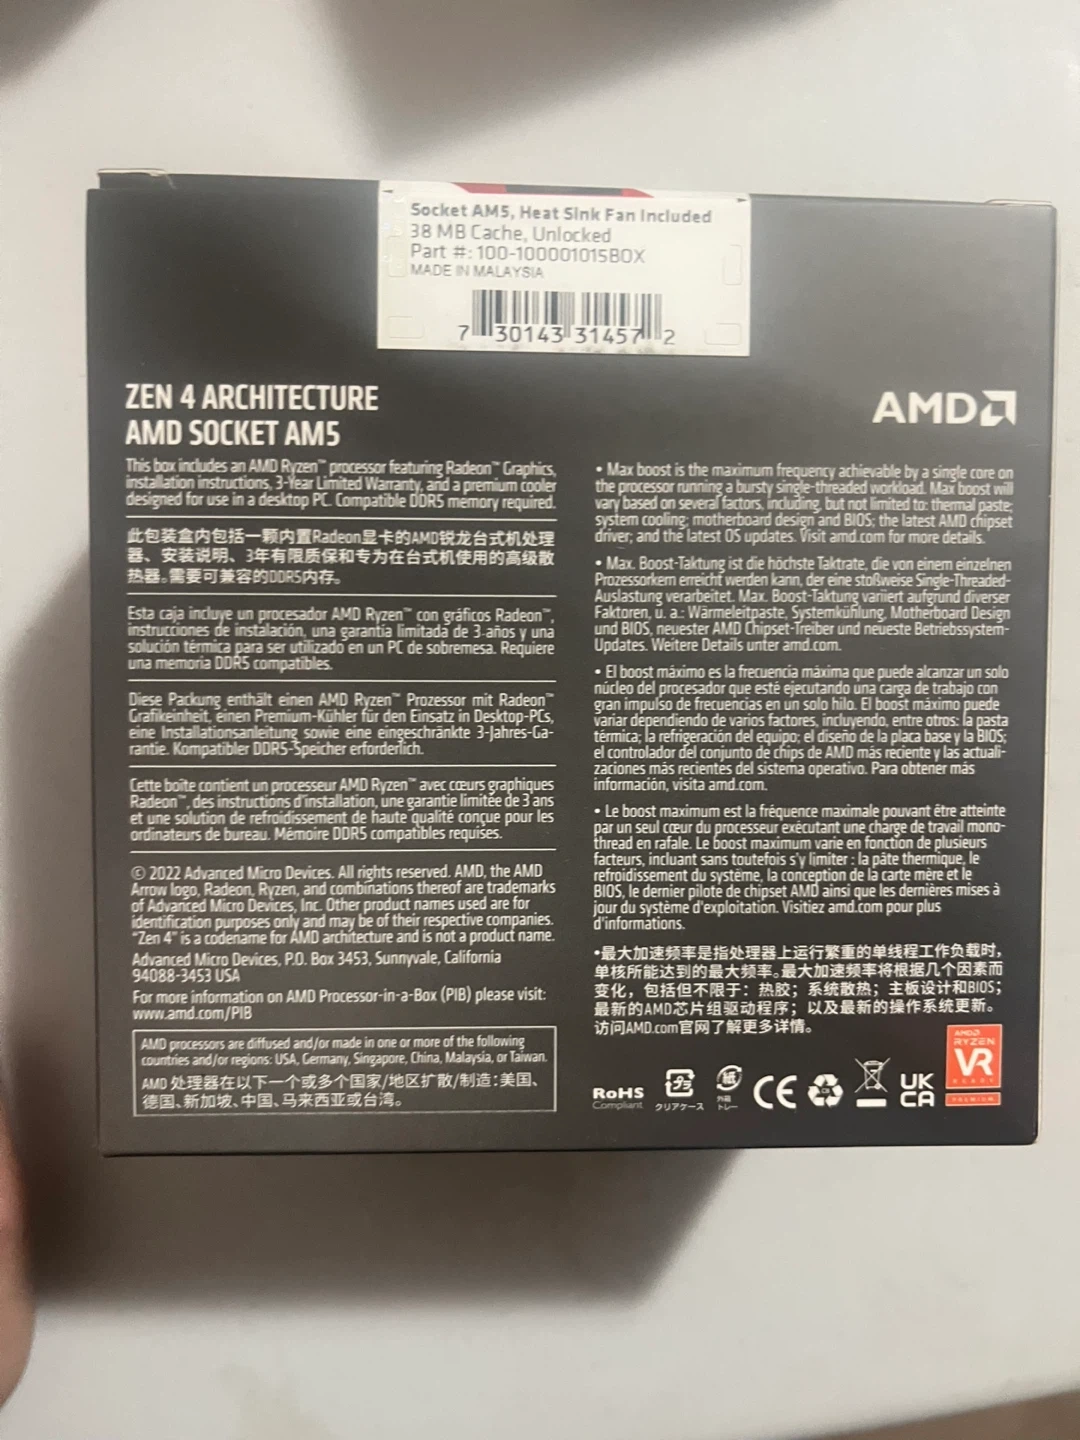 Socket AM5, Heat Sink Fan Included
38 MB Cache, Unlocked
Part #: 100-100001015BOX
MADE IN MALAYSIA
7 30143 31457 2
ZEN 4 ARCHITECTURE
AMD SOCKET AM5
AMD
This box includes an AMD Ryzen™ processor featuring Radeon™ Graphics,
installation instructions, 3-Year Limited Warranty, and a premium cooler
designed for use in a desktop PC. Compatible DDR5 memory required.
此包装盒内包括一颗内置Radeon显卡的AMD锐龙台式机处理
器、安装说明、3年有限质保和专为在台式机使用的高级散
热器。需要可兼容的DDR5内存。
Esta caja incluye un procesador AMD Ryzen™ con gráficos Radeon™,
instrucciones de instalación, una garantía limitada de 3-años y una
solución térmica para ser utilizado en un PC de sobremesa. Requiere
una memoria DDR5 compatibles.
Diese Packung enthält einen AMD Ryzen™ Prozessor mit Radeon™
Grafikeinheit, einen Premium-Kühler für den Einsatz in Desktop-PCs,
eine Installationsanleitung sowie eine eingeschränkte 3-Jahres-Ga-
rantie. Kompatibler DDR5-Speicher erforderlich.
Cette boîte contient un processeur AMD Ryzen™ avec cœurs graphiques
Radeon™, des instructions d'installation, une garantie limitée de 3 ans
et une solution de refroidissement de haute qualité conçue pour les
ordinateurs de bureau. Mémoire DDR5 compatibles requises.
© 2022 Advanced Micro Devices. All rights reserved. AMD, the AMD
Arrow logo, Radeon, Ryzen, and combinations thereof are trademarks
of Advanced Micro Devices, Inc. Other product names used are for
identification purposes only and may be of their respective companies.
"Zen 4" is a codename for AMD architecture and is not a product name.
Advanced Micro Devices, P.O. Box 3453, Sunnyvale, California
94088-3453 USA
For more information on AMD Processor-in-a-Box (PIB) please visit:
www.amd.com/PIB
AMD processors are diffused and/or made in one or more of the following
countries and/or regions: USA, Germany, Singapore, China, Malaysia, or Taiwan.
AMD 处理器在以下一个或多个国家/地区扩散/制造：美国、
德国、新加坡、中国、马来西亚或台湾。
• Max boost is the maximum frequency achievable by a single core on
the processor running a bursty single-threaded workload. Max boost will
vary based on several factors, including, but not limited to: thermal paste;
system cooling; motherboard design and BIOS; the latest AMD chipset
driver; and the latest OS updates. Visit amd.com for more details.
• Max. Boost-Taktung ist die höchste Taktrate, die von einem einzelnen
Prozessorkern erreicht werden kann, der eine stoßweise Single-Threaded-
Auslastung verarbeitet. Max. Boost-Taktung variiert aufgrund diverser
Faktoren, u. a.: Wärmeleitpaste, Systemkühlung, Motherboard Design
und BIOS, neuester AMD Chipset-Treiber und neueste Betriebssystem-
Updates. Weitere Details unter amd.com.
• El boost máximo es la frecuencia máxima que puede alcanzar un solo
núcleo del procesador que esté ejecutando una carga de trabajo con
gran impulso de frecuencias en un solo hilo. El boost máximo puede
variar dependiendo de varios factores, incluyendo, entre otros: la pasta
térmica; la refrigeración del equipo; el diseño de la placa base y la BIOS;
el controlador del conjunto de chips de AMD más reciente y las actuali-
zaciones más recientes del sistema operativo. Para obtener más
información, visita amd.com.
• Le boost maximum est la fréquence maximale pouvant être atteinte
par un seul cœur du processeur exécutant une charge de travail mono-
thread en rafale. Le boost maximum varie en fonction de plusieurs
facteurs, incluant sans toutefois s'y limiter : la pâte thermique, le
refroidissement du système, la conception de la carte mère et le
BIOS, le dernier pilote de chipset AMD ainsi que les dernières mises à
jour du système d'exploitation. Visitiez amd.com pour plus
d'informations.
•最大加速频率是指处理器上运行繁重的单线程工作负载时，
单核所能达到的最大频率。最大加速频率将根据几个因素而
变化，包括但不限于：热胶；系统散热；主板设计和BIOS；
最新的AMD芯片组驱动程序；以及最新的操作系统更新。
访问AMD.com官网了解更多详情。
RoHS
Compliant
クリアケース
紙
外箱
トレー
CE
UK
CA
AMD
RYZEN
VR
READY
PREMIUM